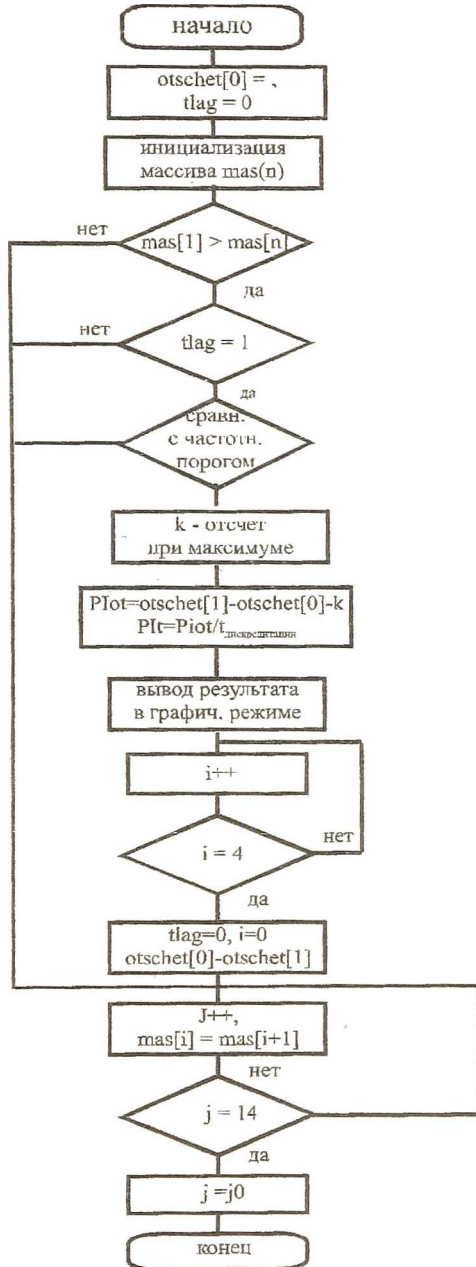 начало
otschet[0] = ,
tlag = 0
инициализация
массива mas(n)
нет
mas[1] > mas[n]
да
нет
tlag = 1
да
сравн.
с частотн.
порогом
k - отсчет
при максимуме
PIot=otschet[1]-otschet[0]-k
PIt=Piot/t дискредитации
вывод результата
в графич. режиме
i++
i = 4
нет
да
tlag=0, i=0
otschet[0]-otschet[1]
J++,
mas[i] = mas[i+1]
нет
j = 14
да
j =j0
конец